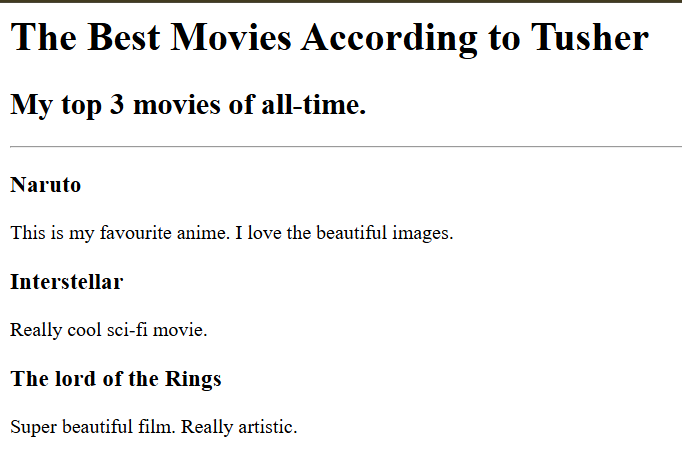 The Best Movies According to Tusher
My top 3 movies of all-time.
Naruto
This is my favourite anime. I love the beautiful images.
Interstellar
Really cool sci-fi movie.
The lord of the Rings
Super beautiful film. Really artistic.